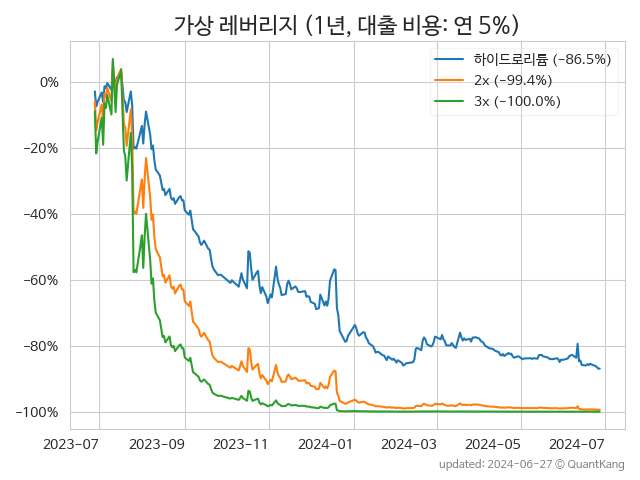 가상 레버리지 (1년, 대출 비용: 연 5%)
하이드로리튬 (−86.5%)
2x (−99.4%)
3x (−100.0%)
0%
−20%
−40%
−60%
−80%
−100%
2023-07 2023-09 2023-11 2024-01 2024-03 2024-05 2024-07
updated: 2024-06-27 © QuantKang